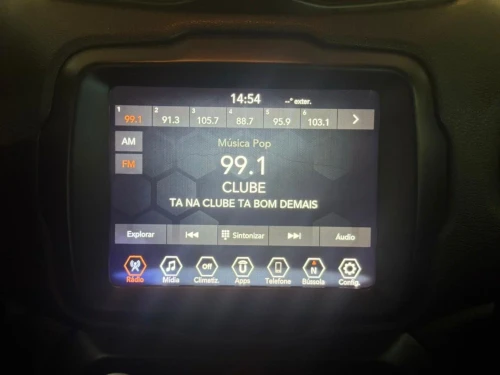 14:54 --° exter.
1 2 3 4 5 6
99.1 91.3 105.7 88.7 95.9 103.1 >
AM
Música Pop
FM
99.1
CLUBE
TA NA CLUBE TA BOM DEMAIS
Explorar Sintonizar Áudio
Off N
Rádio Mídia Climatiz. Apps Telefone Bússola Config.